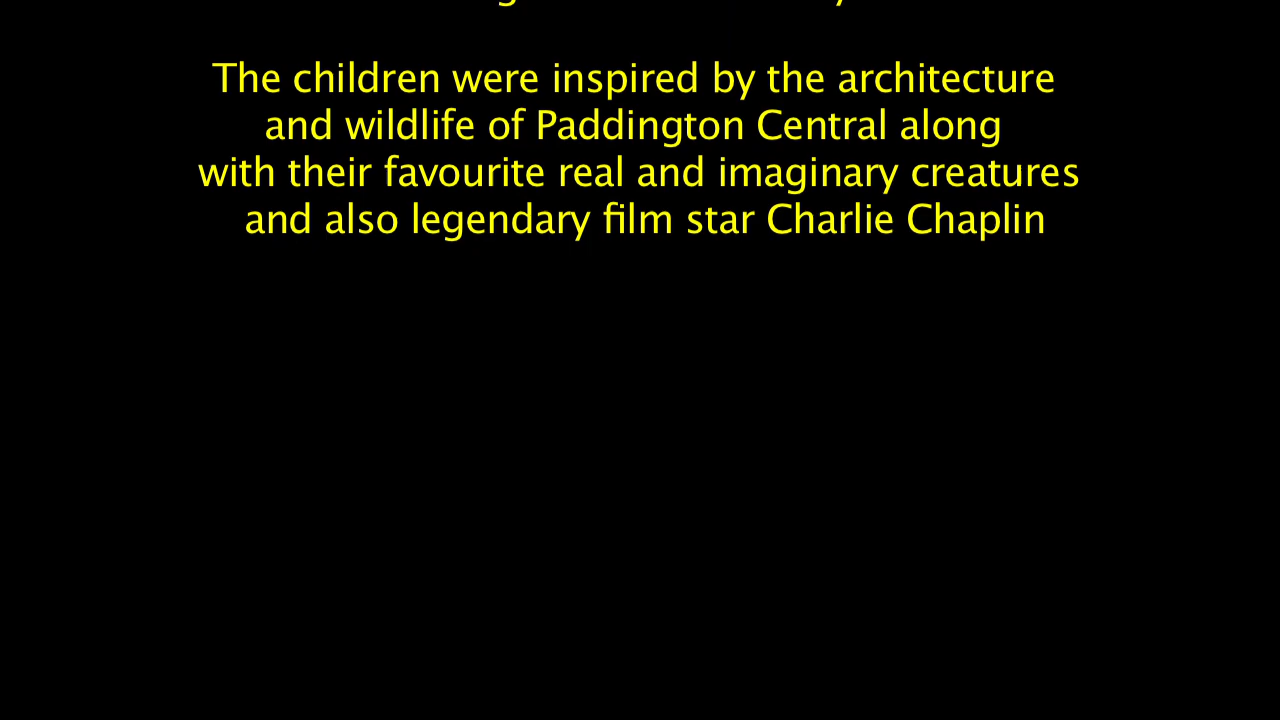 The children were inspired by the architecture
and wildlife of Paddington Central along
with their favourite real and imaginary creatures
and also legendary film star Charlie Chaplin